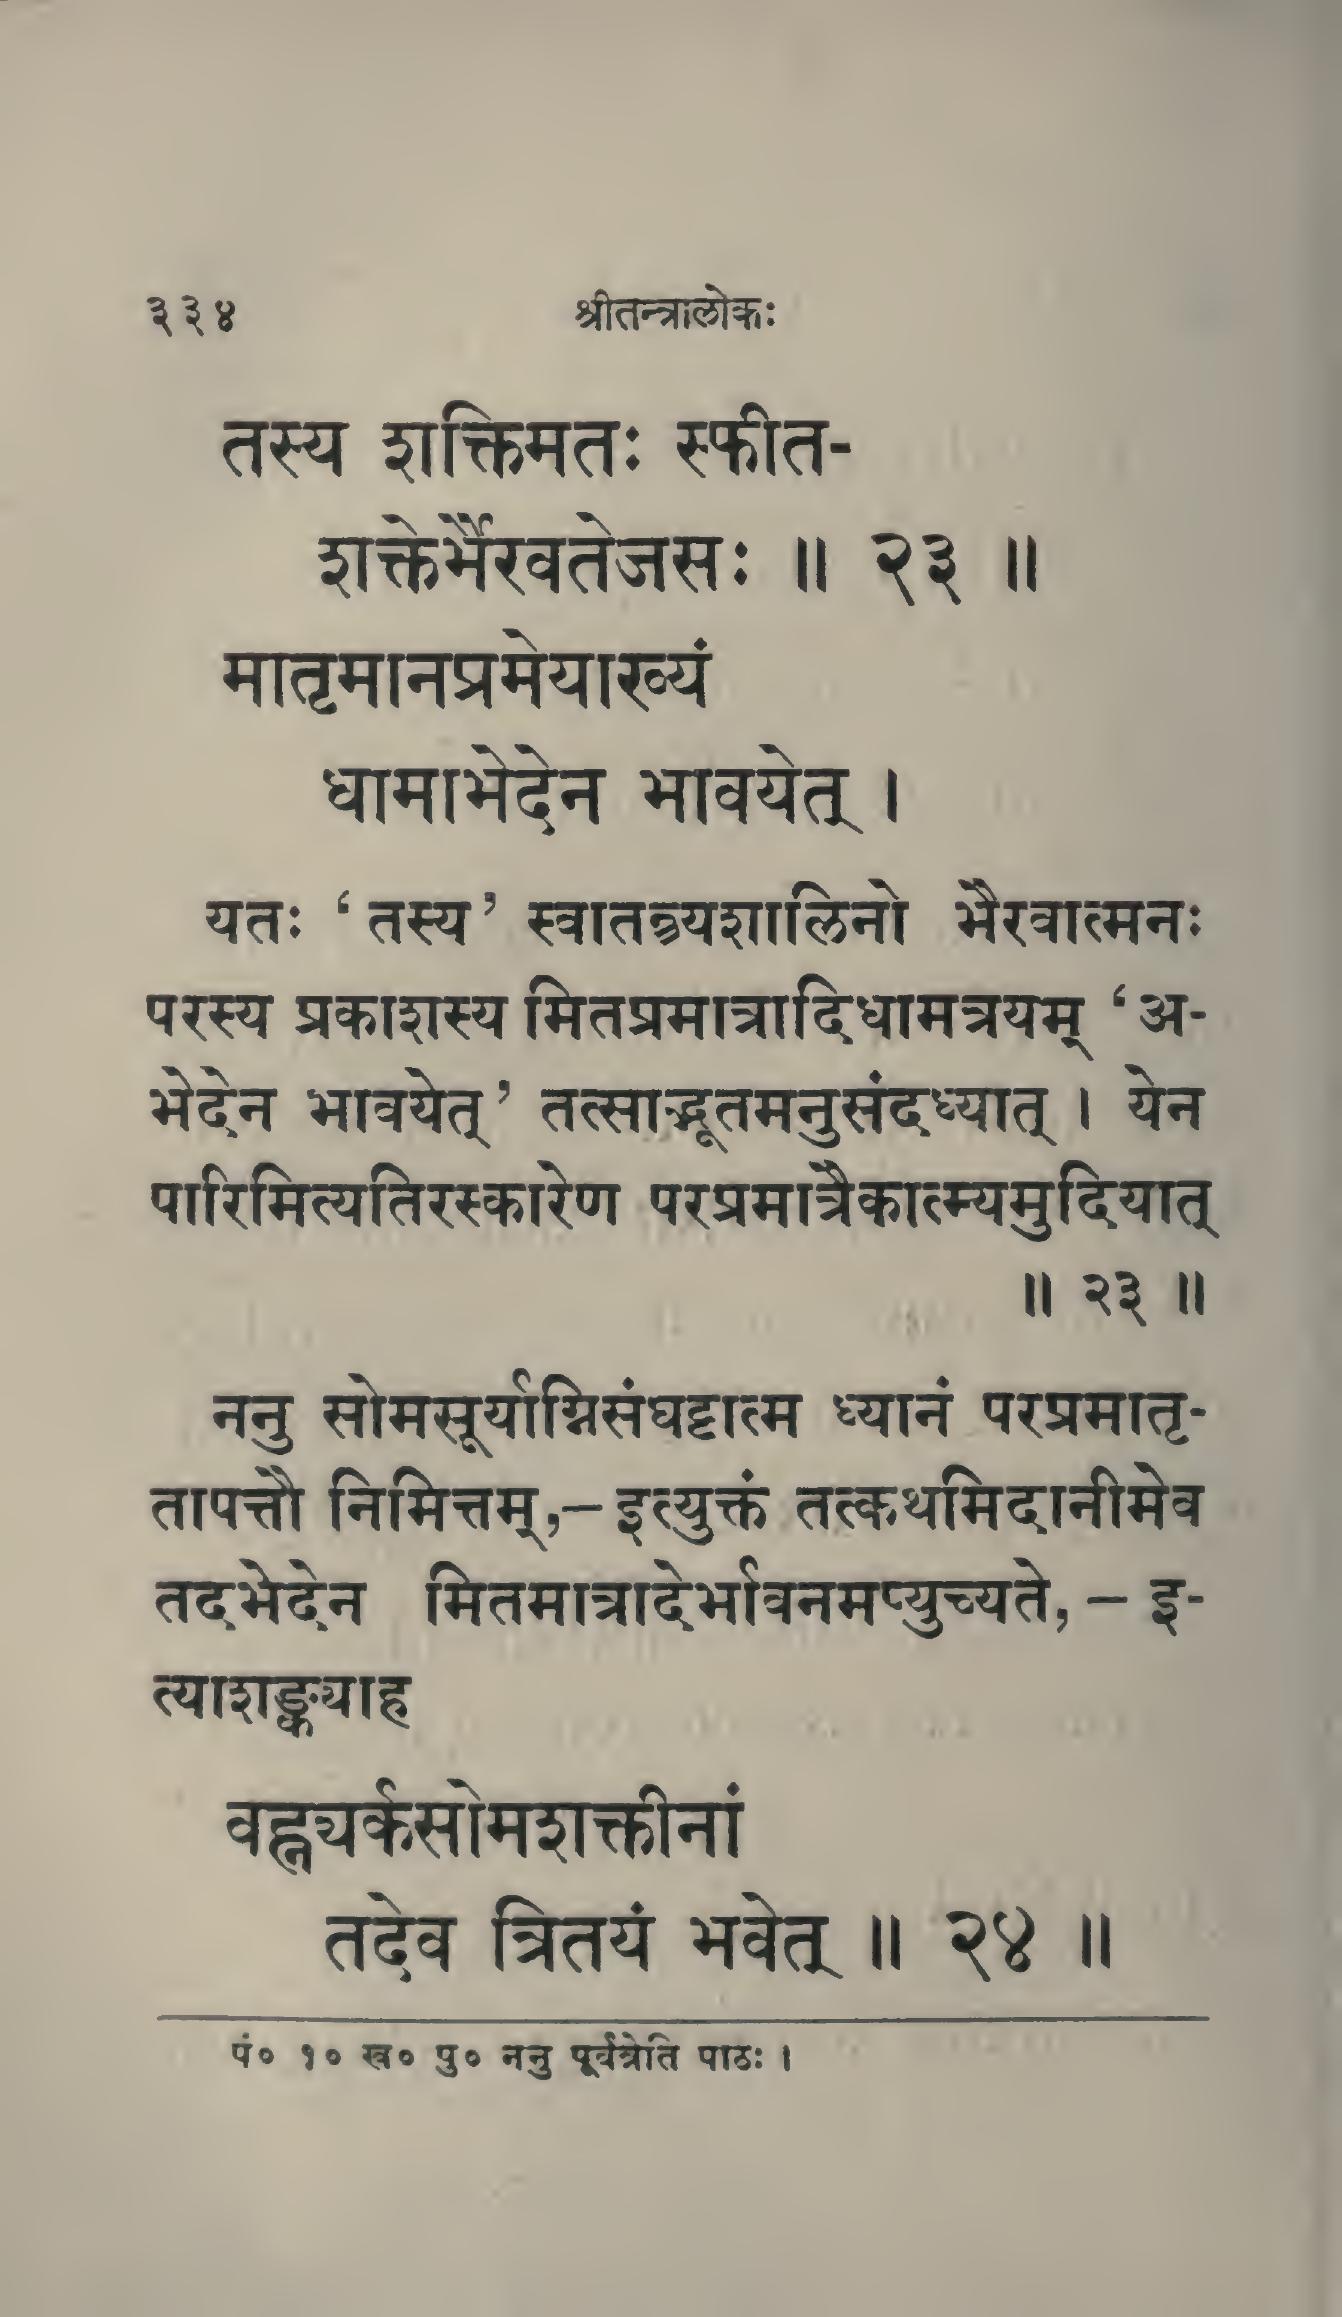 ३३४ श्रीतन्त्रालोकः
तस्य शक्तिमतः स्फीत-
शक्तेर्भैरवतेजसः ॥ २३ ॥
मातृमानप्रमेयाख्यं
धामाभेदेन भावयेत् ।
यतः ‘ तस्य ’ स्वातन्त्र्यशालिनो भैरवात्मनः
परस्य प्रकाशस्य मितप्रमात्रादिधामत्रयम् ‘ अ-
भेदेन भावयेत् ’ तत्साद्भूतमनुसंदध्यात् । येन
पारिमित्यतिरस्कारेण परप्रमात्रैकात्म्यमुदियात्
॥ २३ ॥
ननु सोमसूर्याग्निसंघट्टात्म ध्यानं परप्रमातृ-
तापत्तौ निमित्तम्,– इत्युक्तं तत्कथमिदानीमेव
तदभेदेन मितमात्रादेर्भावनमप्युच्यते, – इ-
त्याशङ्क्याह
वह्न्यर्कसोमशक्तीनां
तदेव त्रितयं भवेत् ॥ २४ ॥
पं० १० ख० पु० ननु पूर्वत्रेति पाठः ।